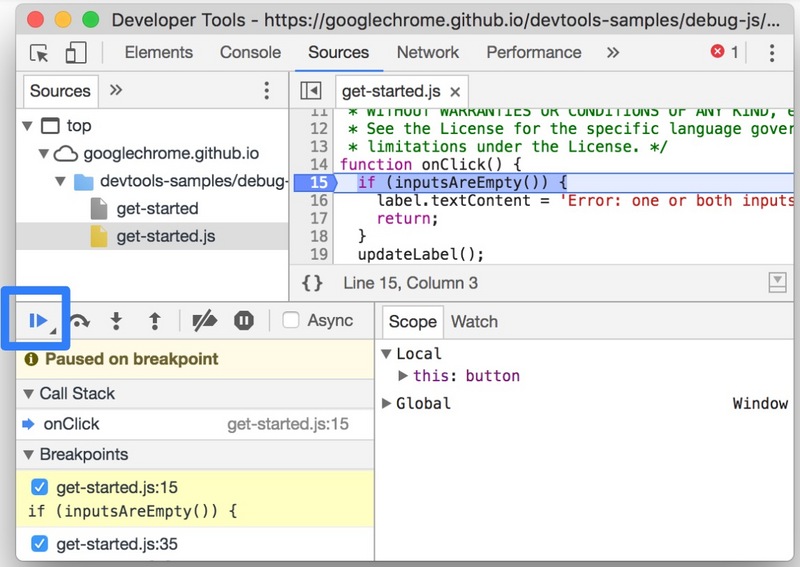 Developer Tools - https://googlechrome.github.io/devtools-samples/debug-js/...
Elements Console Sources Network Performance » 1
Sources »
get-started.js ×
top
googlechrome.github.io
devtools-samples/debug-
get-started
get-started.js
11 * WITHOUT WARRANTIES OR CONDITIONS OF ANY KIND, e
12 * See the License for the specific language gover
13 * limitations under the License. */
14 function onClick() {
15 if (inputsAreEmpty()) {
16 label.textContent = 'Error: one or both inputs
17 return;
18 }
19 updateLabel();
{} Line 15, Column 3
Async
Paused on breakpoint
Call Stack
onClick get-started.js:15
Breakpoints
get-started.js:15
if (inputsAreEmpty()) {
get-started.js:35
Scope Watch
Local
this: button
Global Window